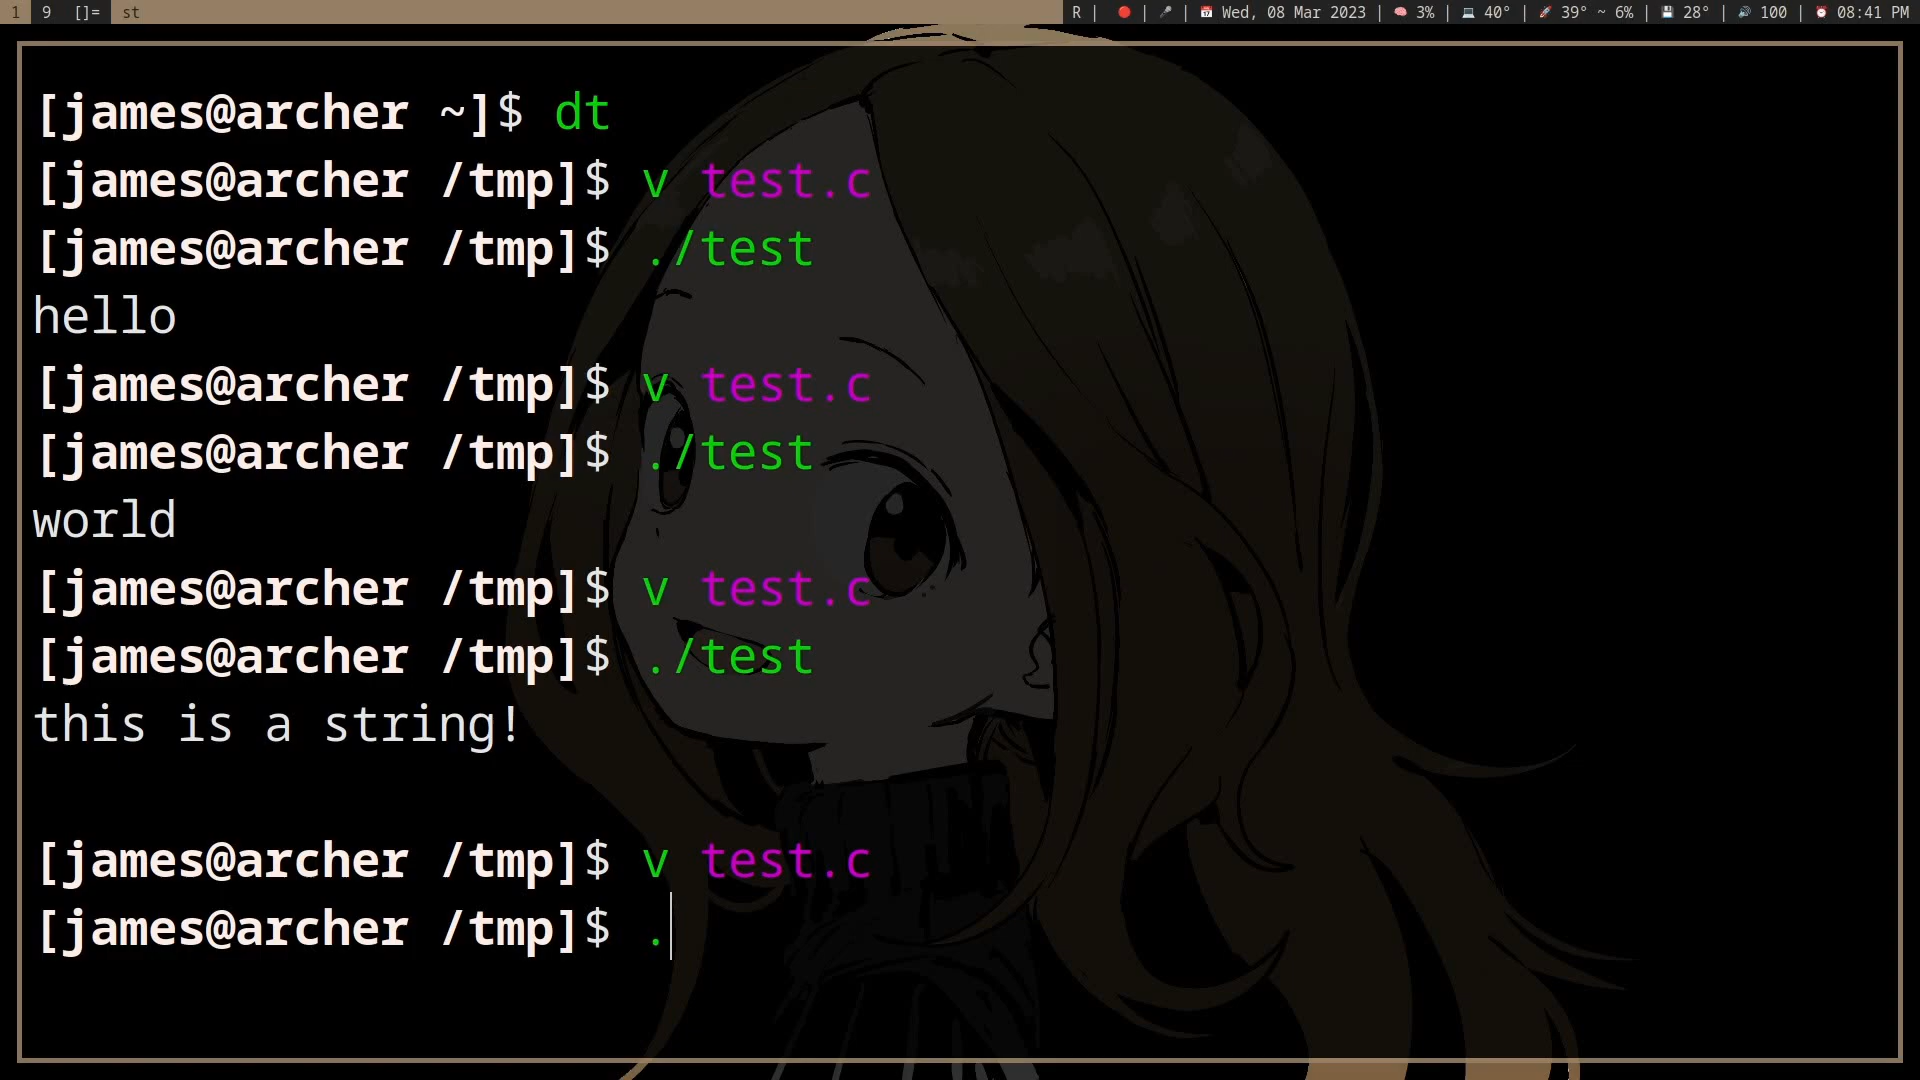 1 9 []= st R | 🔴 | 🎤 | 📅 Wed, 08 Mar 2023 | 🧠 3% | 💻 40° | 🚀 39° ~ 6% | 💾 28° | 🔊 100 | ⏰ 08:41 PM
[james@archer ~]$ dt
[james@archer /tmp]$ v test.c
[james@archer /tmp]$ ./test
hello
[james@archer /tmp]$ v test.c
[james@archer /tmp]$ ./test
world
[james@archer /tmp]$ v test.c
[james@archer /tmp]$ ./test
this is a string!
[james@archer /tmp]$ v test.c
[james@archer /tmp]$ .